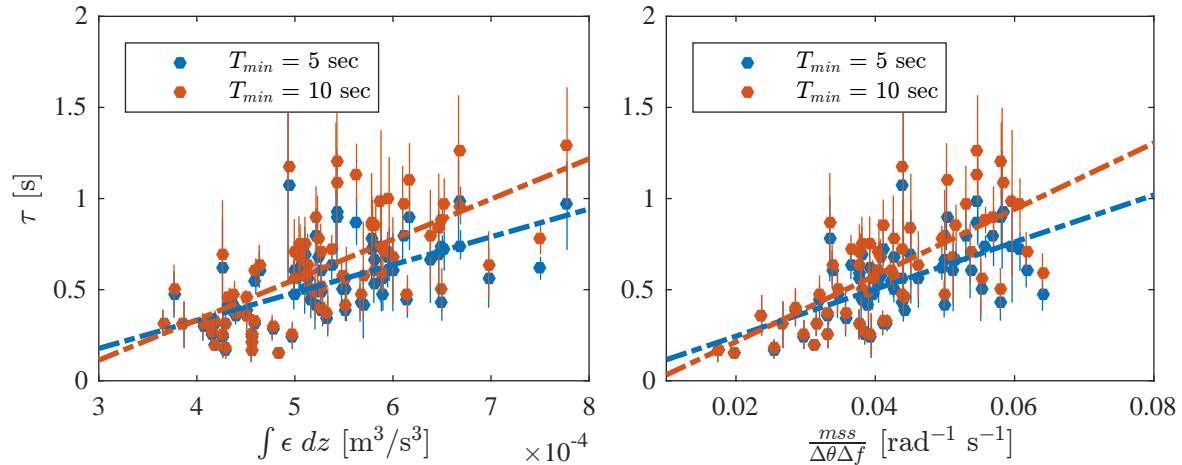 2
1.5
1
0.5
0
τ [s]
T_min = 5 sec
T_min = 10 sec
3 4 5 6 7 8
×10⁻⁴
∫ ϵ dz [m³/s³]
2
1.5
1
0.5
0
T_min = 5 sec
T_min = 10 sec
0.02 0.04 0.06 0.08
mss/ΔθΔf [rad⁻¹ s⁻¹]